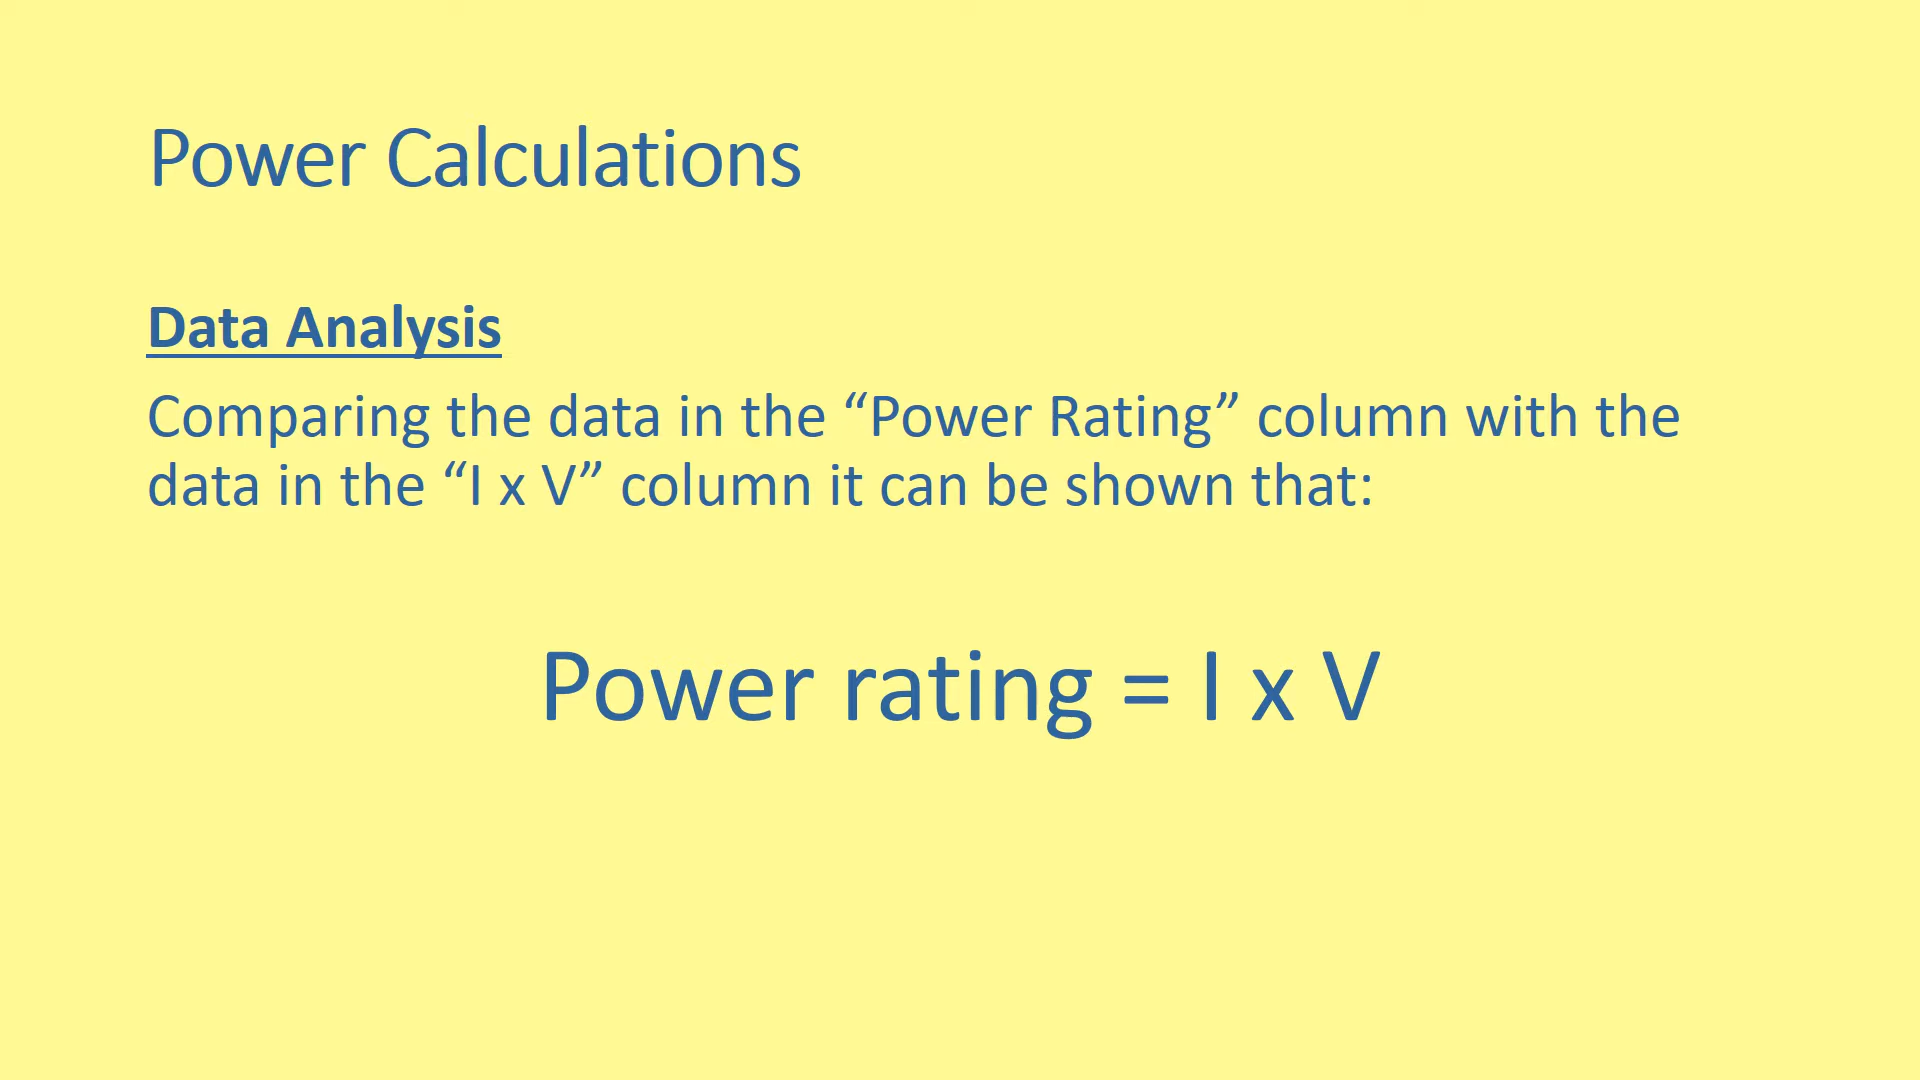 Power Calculations
Data Analysis
Comparing the data in the “Power Rating” column with the
data in the “I x V” column it can be shown that:
Power rating = I x V